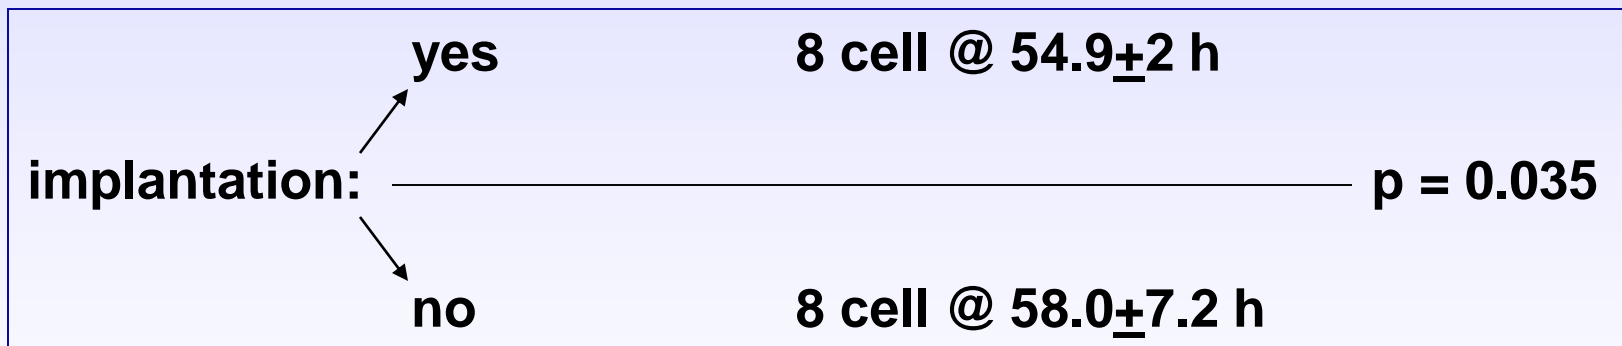 yes 8 cell @ 54.9±2 h
implantation: p = 0.035
no 8 cell @ 58.0±7.2 h